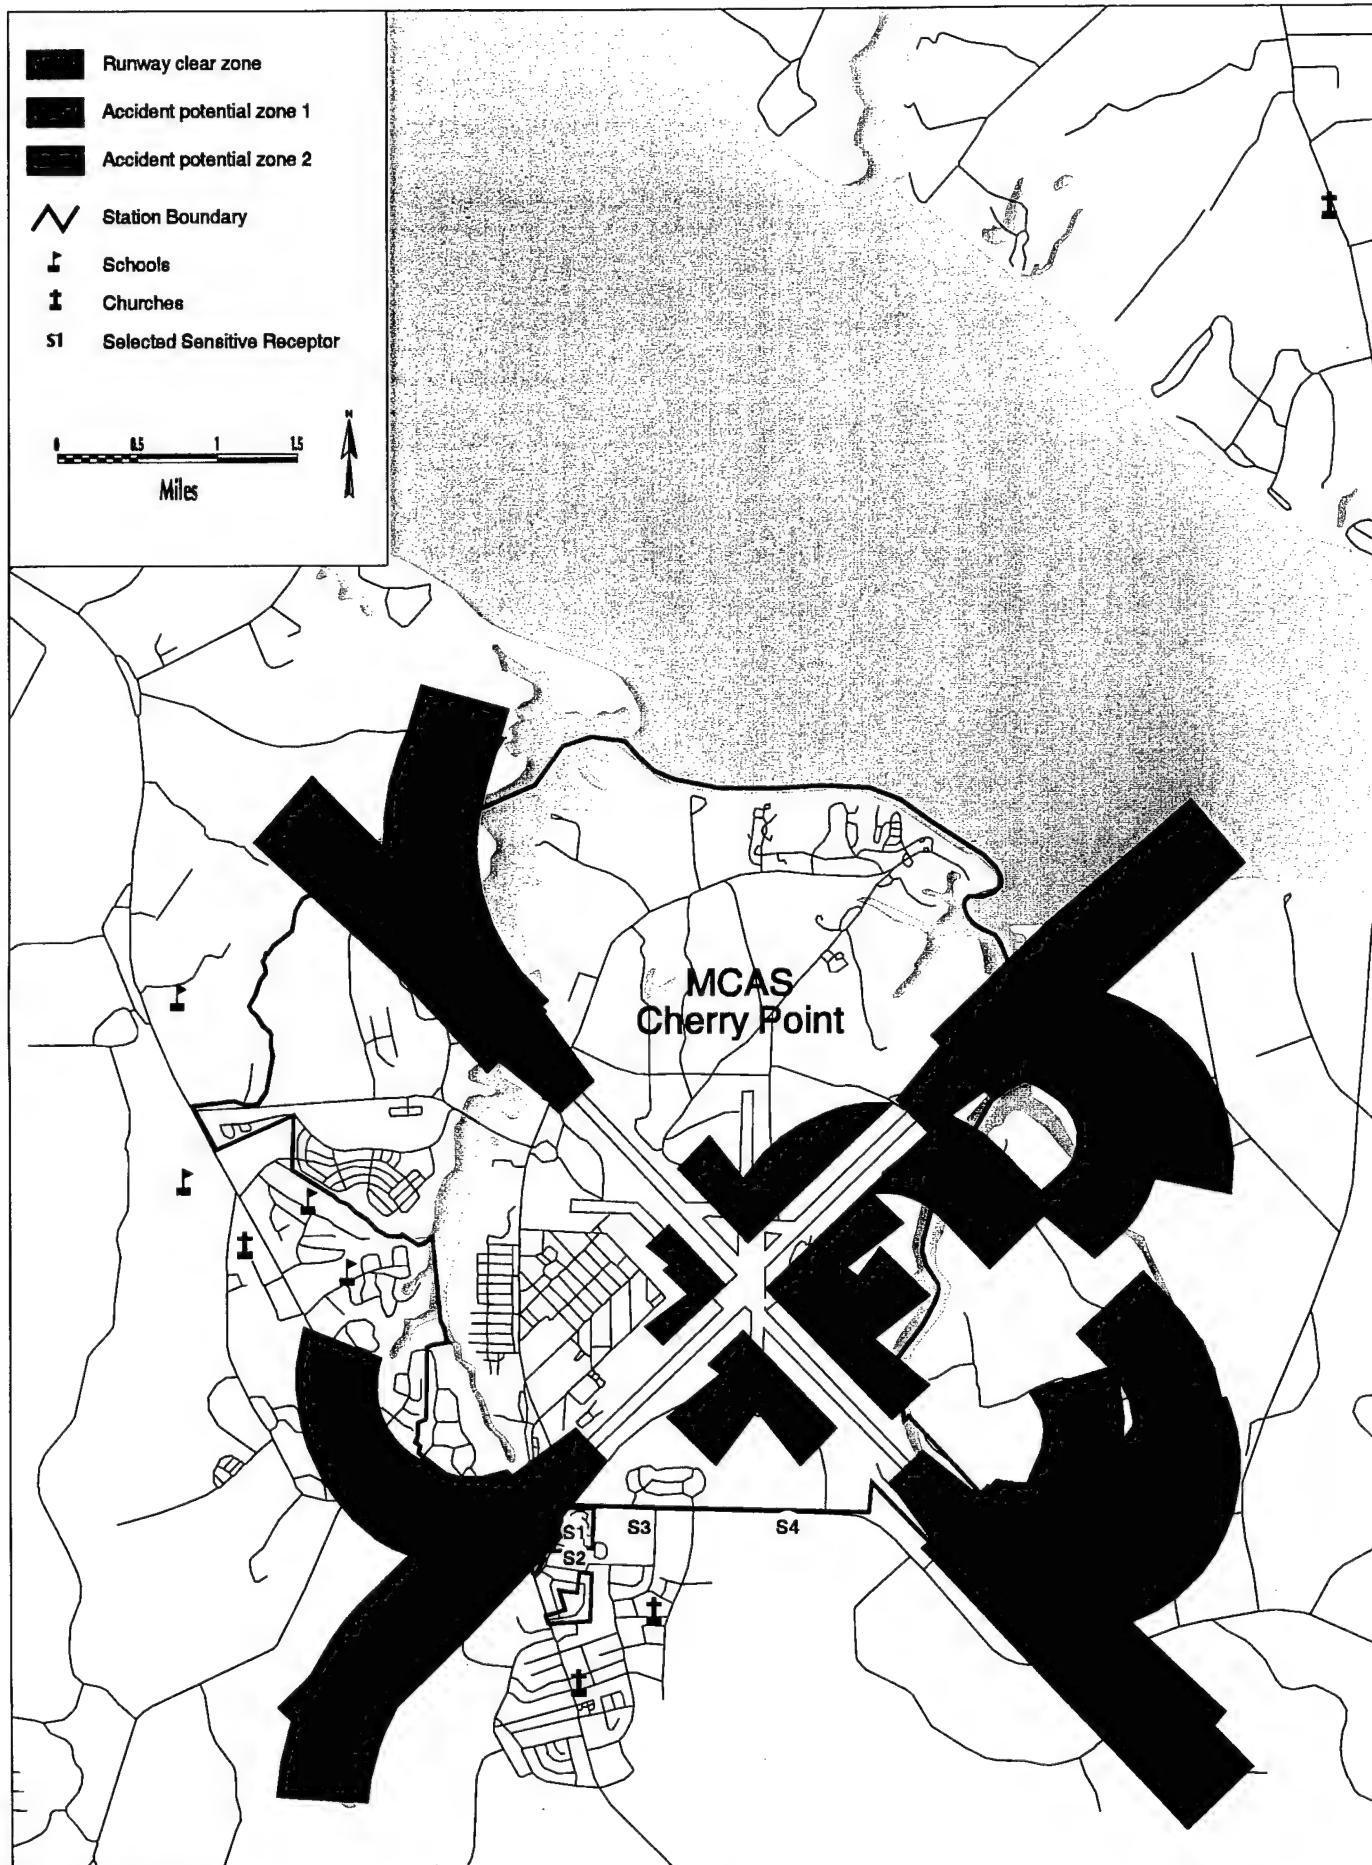 Runway clear zone
Accident potential zone 1
Accident potential zone 2
Station Boundary
Schools
Churches
S1 Selected Sensitive Receptor
N
0 0.5 1 1.5
Miles
MCAS
Cherry Point
S1 S3 S4
S2